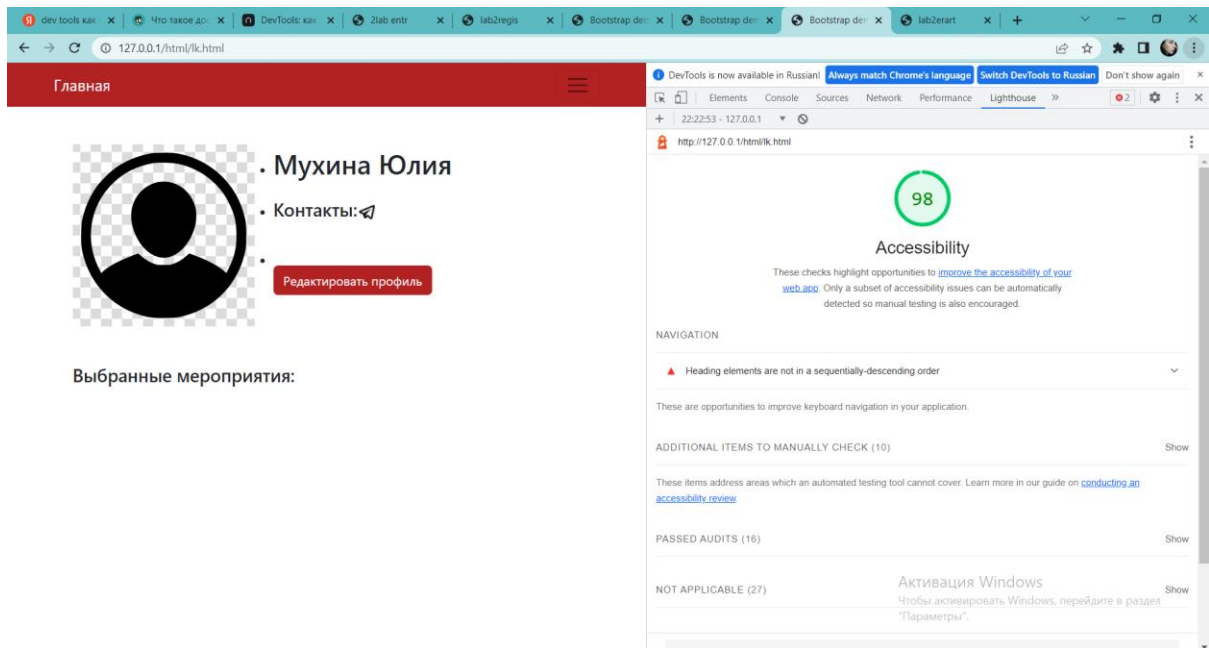 dev tools как
Что такое до
DevTools: как
2lab entr
lab2regis
Bootstrap de
Bootstrap de
Bootstrap de
lab2erart
127.0.0.1/html/lk.html
Главная
Мухина Юлия
Контакты:
Редактировать профиль
Выбранные мероприятия:
DevTools is now available in Russian! Always match Chrome's language Switch DevTools to Russian Don't show again
Elements Console Sources Network Performance Lighthouse » 2
22:22:53 - 127.0.0.1
http://127.0.0.1/html/lk.html
98
Accessibility
These checks highlight opportunities to improve the accessibility of your
web app. Only a subset of accessibility issues can be automatically
detected so manual testing is also encouraged.
NAVIGATION
Heading elements are not in a sequentially-descending order
These are opportunities to improve keyboard navigation in your application.
ADDITIONAL ITEMS TO MANUALLY CHECK (10) Show
These items address areas which an automated testing tool cannot cover. Learn more in our guide on conducting an
accessibility review.
PASSED AUDITS (16) Show
NOT APPLICABLE (27) Show
Активация Windows
Чтобы активировать Windows, перейдите в раздел
"Параметры".